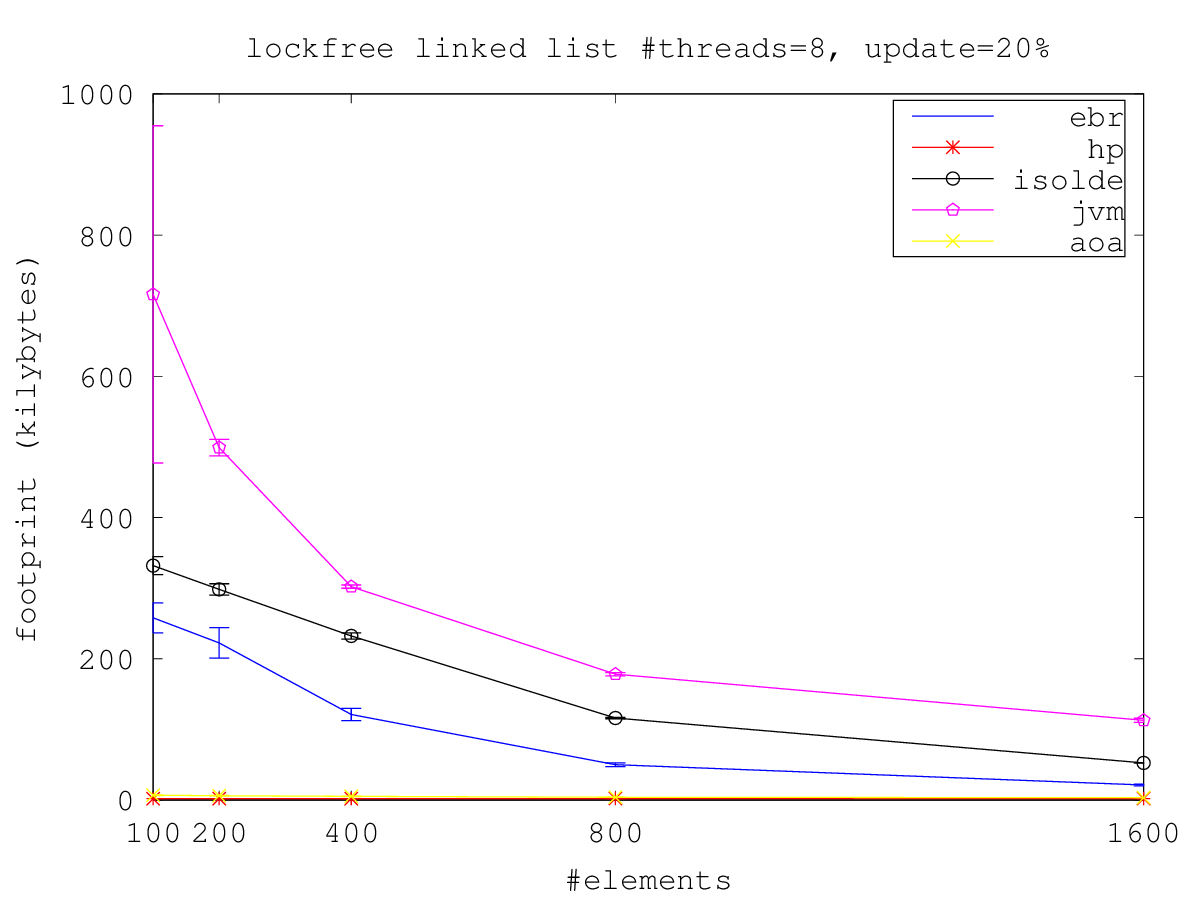 lockfree linked list #threads=8, update=20%
1000
800
600
400
200
0
footprint (kilybytes)
ebr
hp
isolde
jvm
aoa
100 200 400 800 1600
#elements